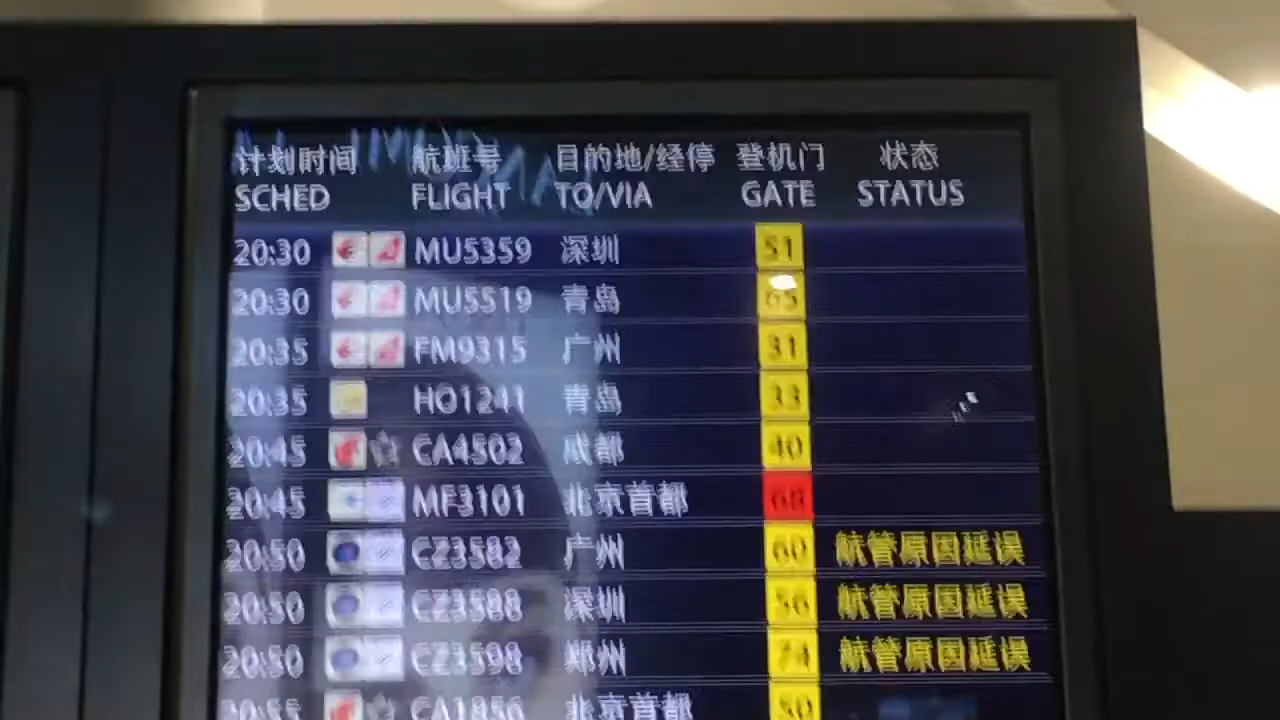 计划时间 航班号 目的地/经停 登机门 状态
SCHED FLIGHT TO/VIA GATE STATUS
20:30 MU5359 深圳 51
20:30 MU5519 青岛 65
20:35 FM9315 广州 31
20:35 HO1241 青岛 33
20:45 CA4502 成都 40
20:45 MF3101 北京首都 68
20:50 CZ3582 广州 60 航管原因延误
20:50 CZ3588 深圳 56 航管原因延误
20:50 CZ3598 郑州 74 航管原因延误
20:55 CA1856 北京首都 50